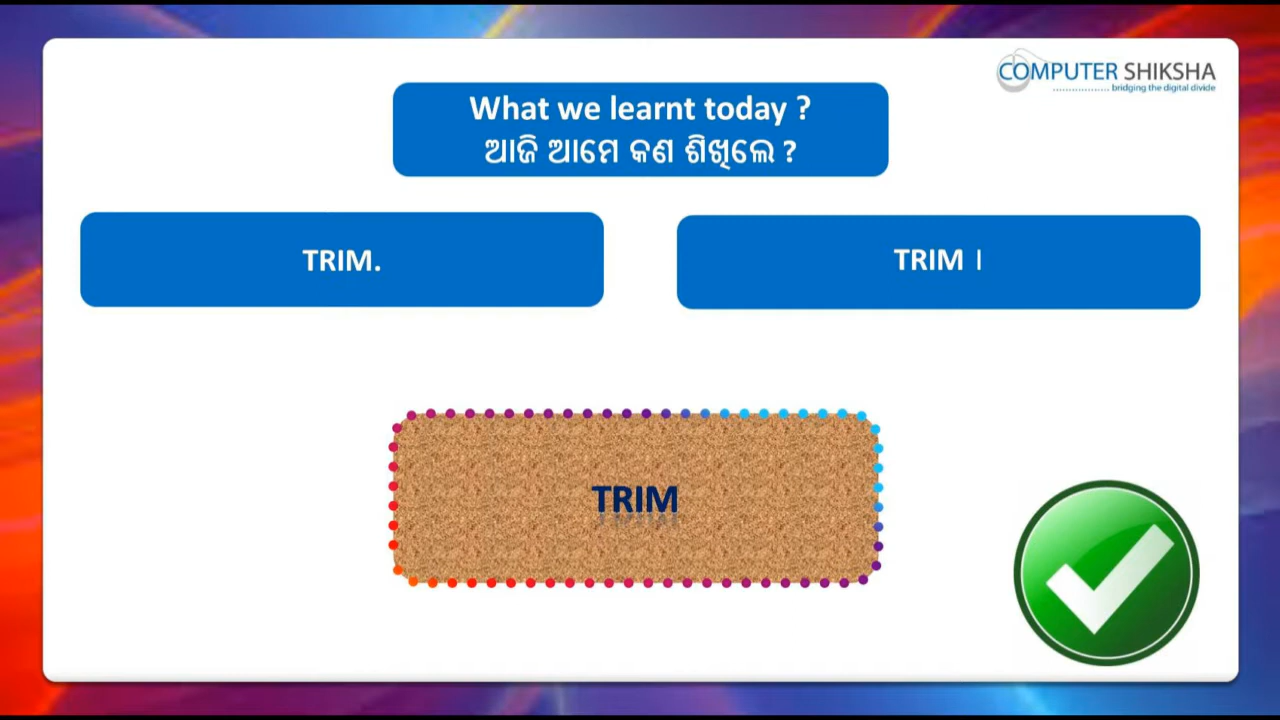 COMPUTER SHIKSHA
bridging the digital divide
What we learnt today ?
ଆଜି ଆମେ କଣ ଶିଖିଲେ ?
TRIM.
TRIM ।
TRIM